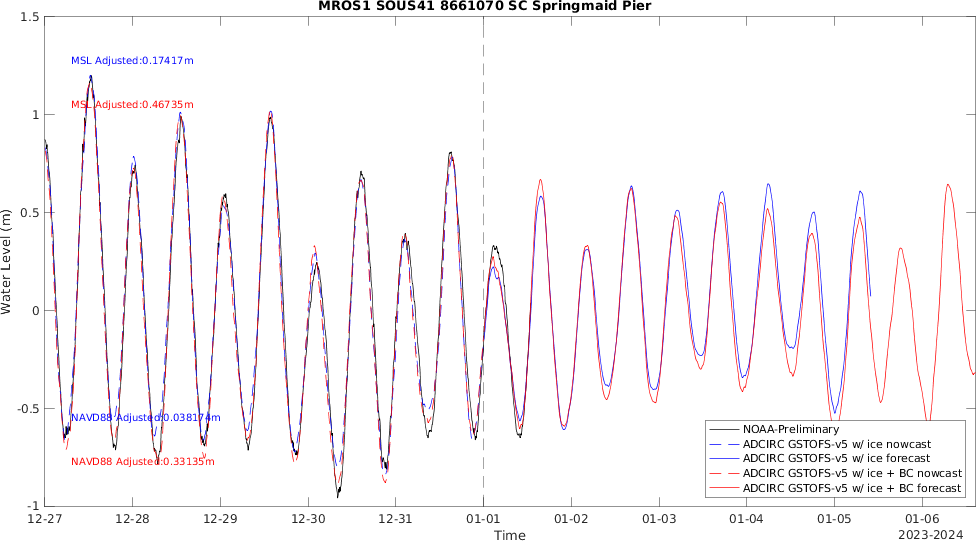 MROS1 SOUS41 8661070 SC Springmaid Pier
1.5
MSL Adjusted:0.17417m
MSL Adjusted:0.46735m
1
0.5
Water Level (m)
0
-0.5
NAVD88 Adjusted:0.038174m
NAVD88 Adjusted:0.33135m
NOAA-Preliminary
ADCIRC GSTOFS-v5 w/ ice nowcast
ADCIRC GSTOFS-v5 w/ ice forecast
ADCIRC GSTOFS-v5 w/ ice + BC nowcast
ADCIRC GSTOFS-v5 w/ ice + BC forecast
-1
12-27 12-28 12-29 12-30 12-31 01-01 01-02 01-03 01-04 01-05 01-06
Time
2023-2024